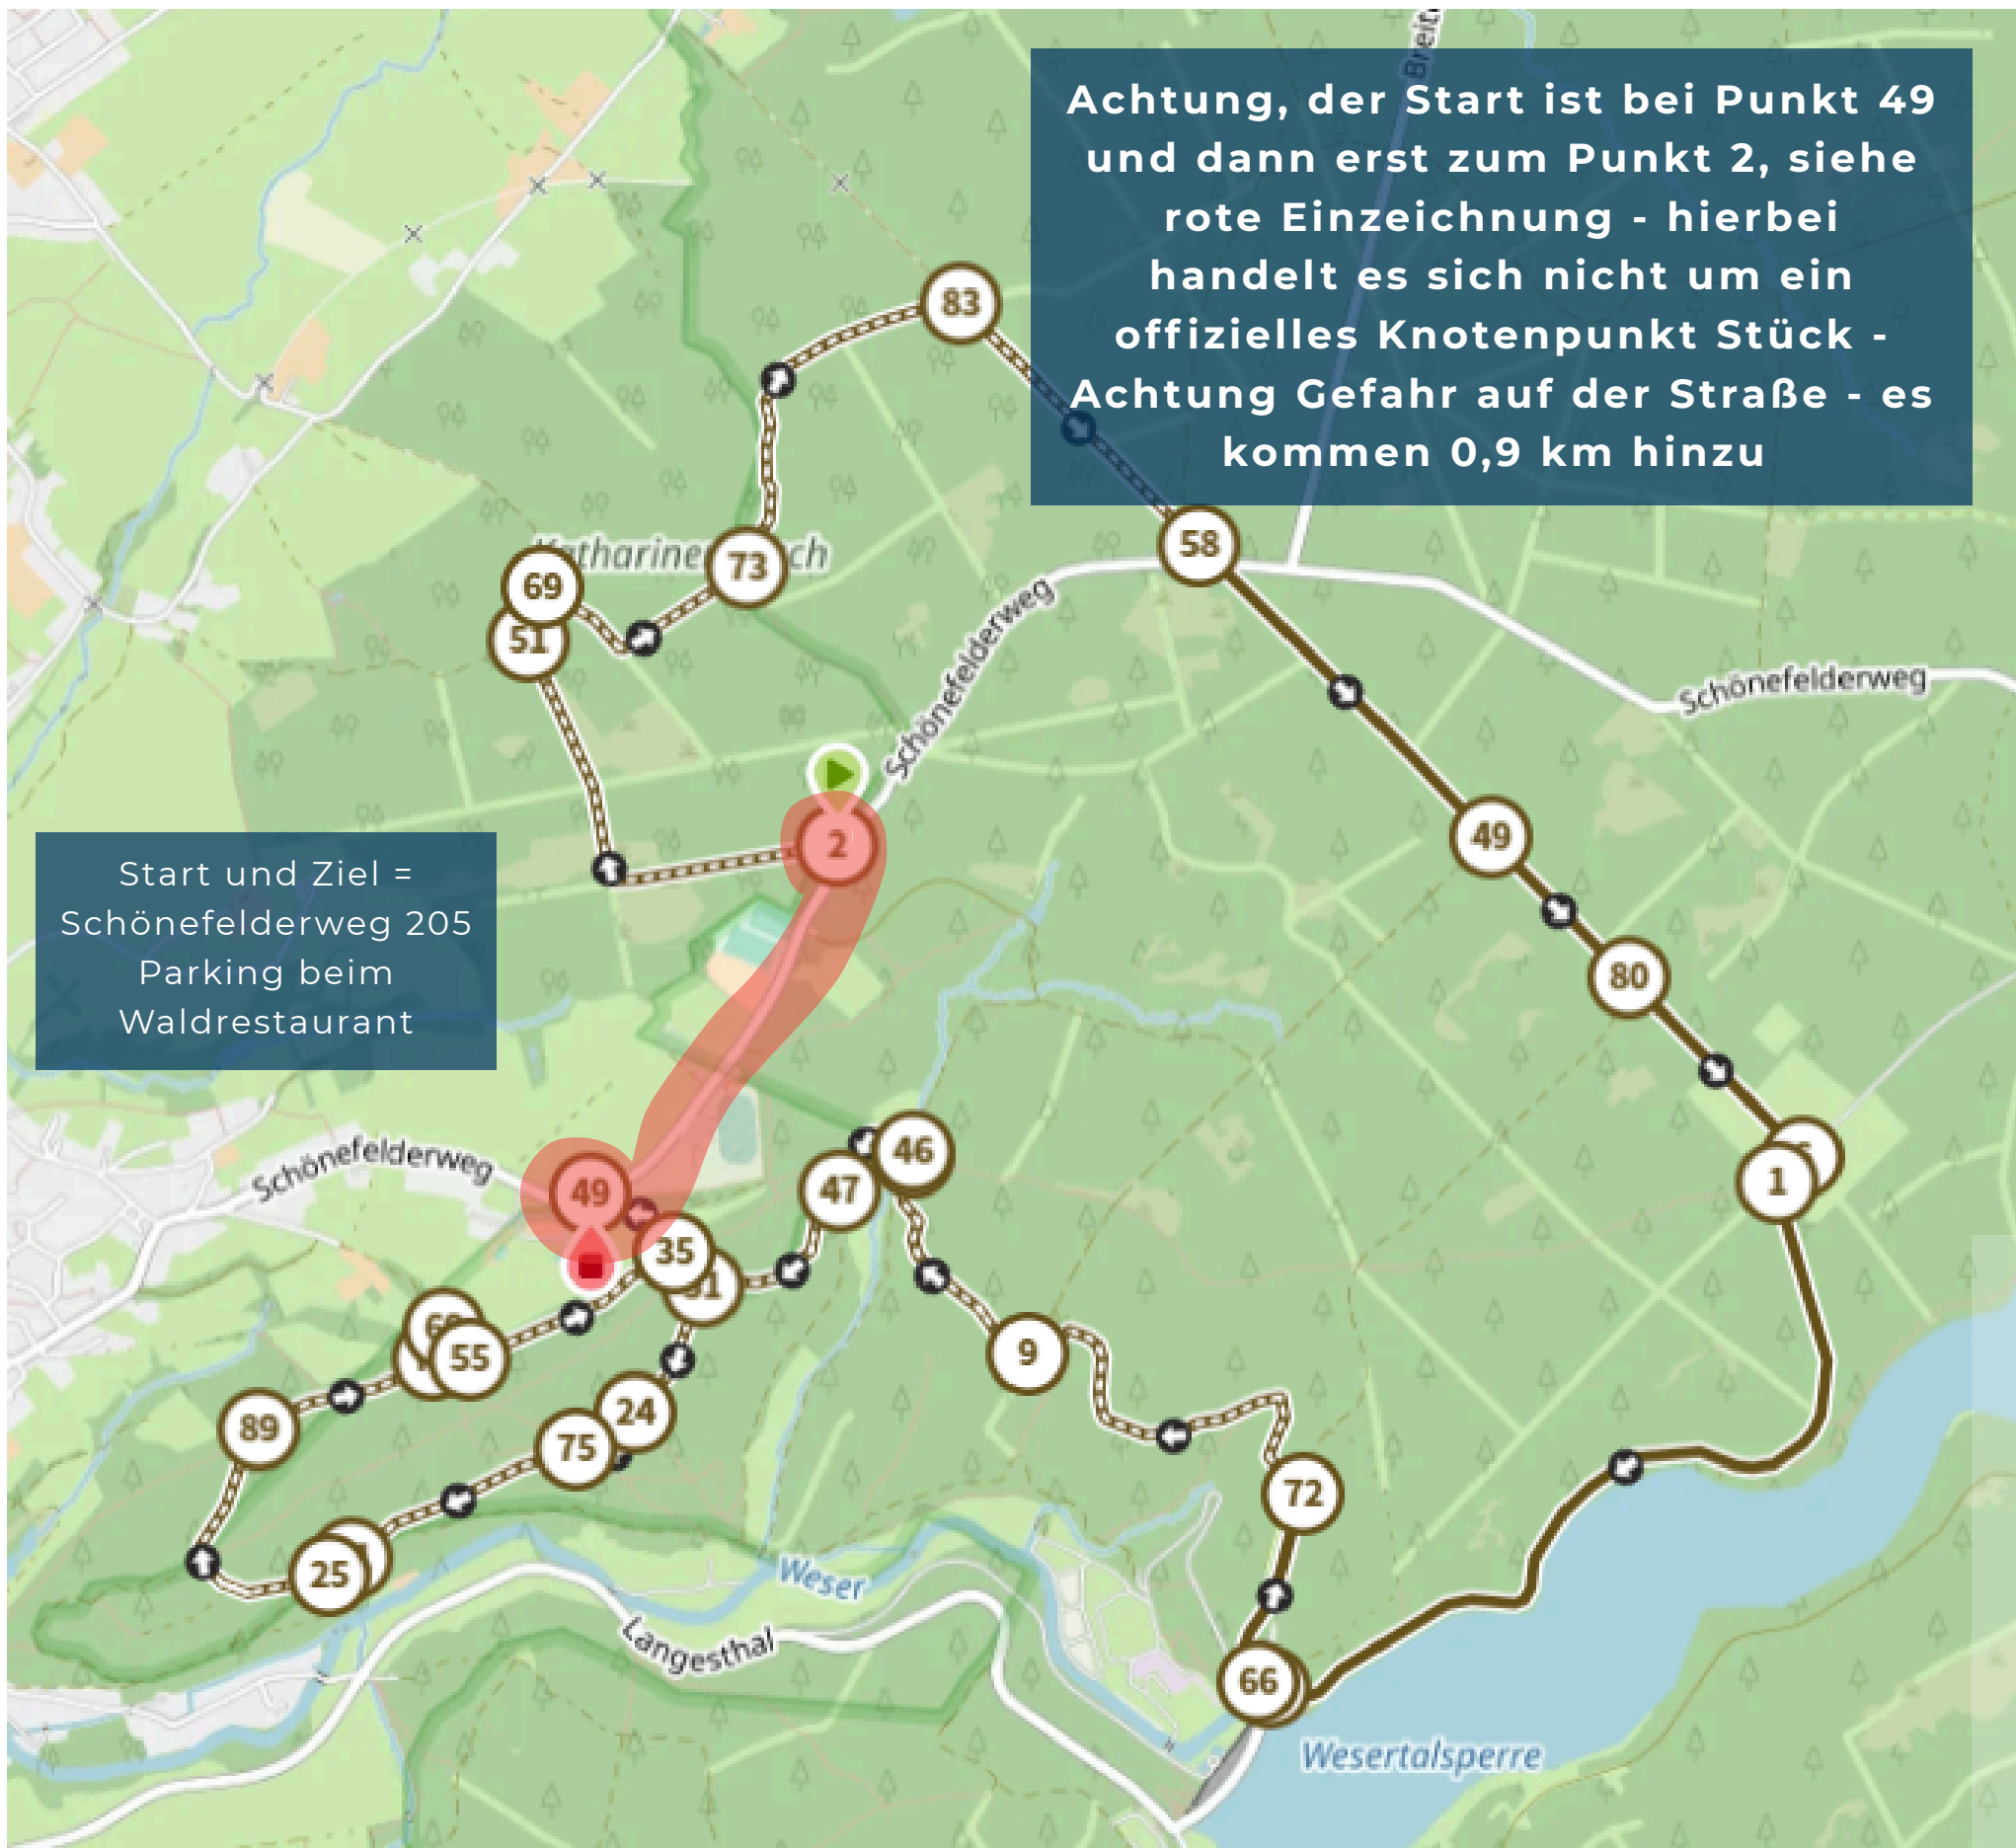 Breit
Achtung, der Start ist bei Punkt 49
und dann erst zum Punkt 2, siehe
rote Einzeichnung - hierbei
handelt es sich nicht um ein
offizielles Knotenpunkt Stück -
Achtung Gefahr auf der Straße - es
kommen 0,9 km hinzu
83
58
73
69
51
Schönefelderweg
Schönefelderweg
2
49
Start und Ziel =
Schönefelderweg 205
Parking beim
Waldrestaurant
80
1
46
47
Schönefelderweg
49
35
9
55
24
89
75
72
25
Weser
Langesthal
66
Wesertalsperre